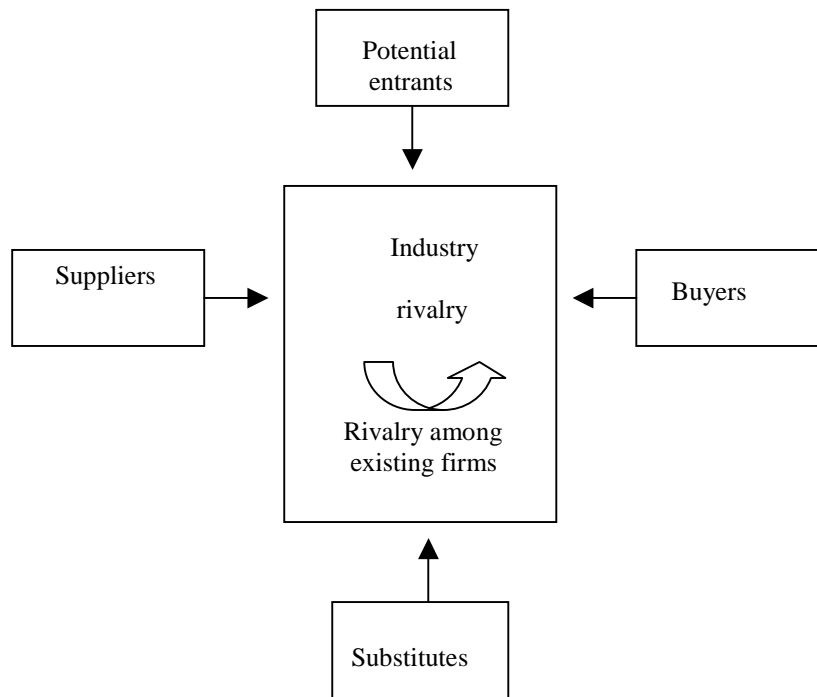 Potential
entrants
Suppliers
Industry
rivalry
Rivalry among
existing firms
Buyers
Substitutes